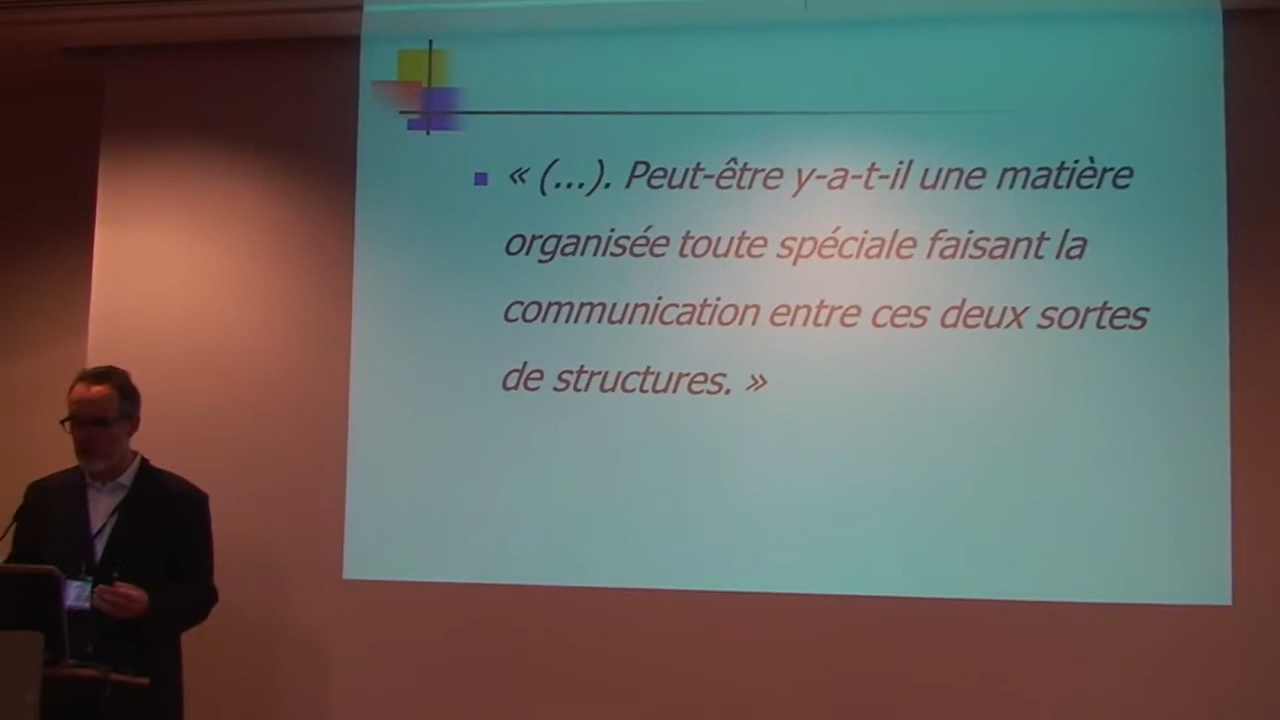 « (...). Peut-être y-a-t-il une matière
organisée toute spéciale faisant la
communication entre ces deux sortes
de structures. »